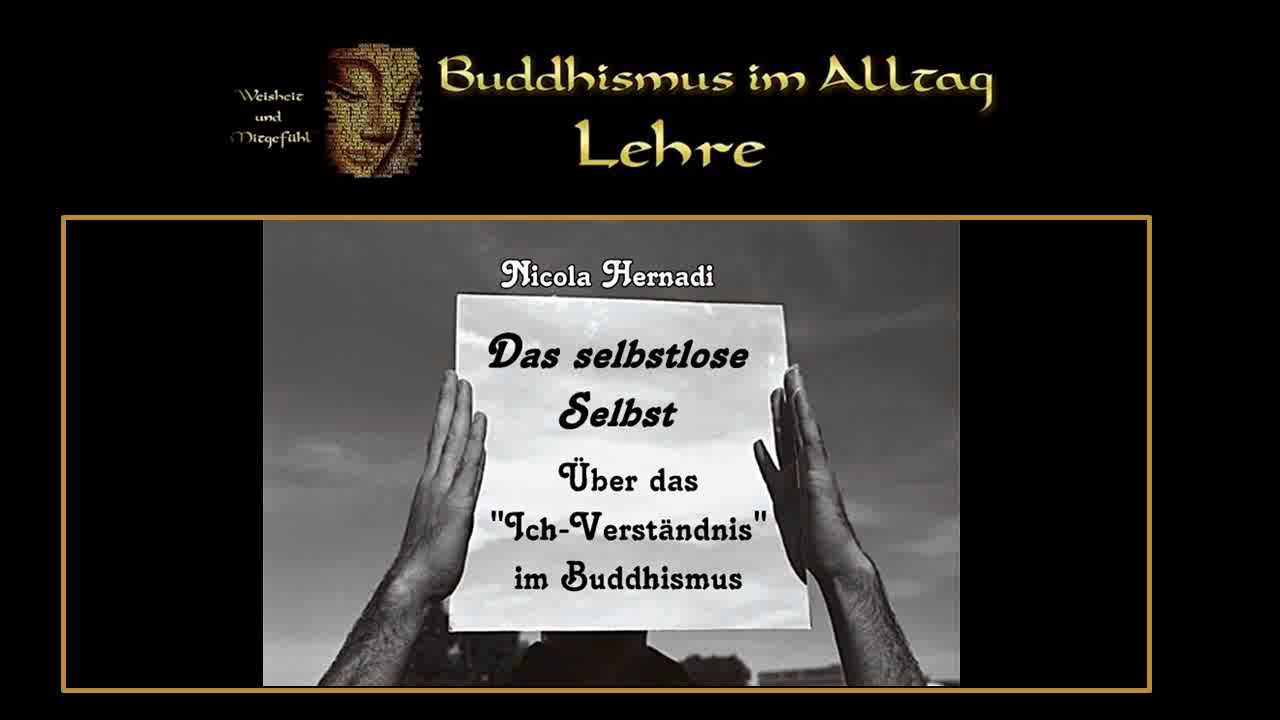 Weisheit
und
Mitgefühl
Buddhismus im Alltag
Lehre
Nicola Hernadi
Das selbstlose
Selbst
Über das
"Ich-Verständnis"
im Buddhismus